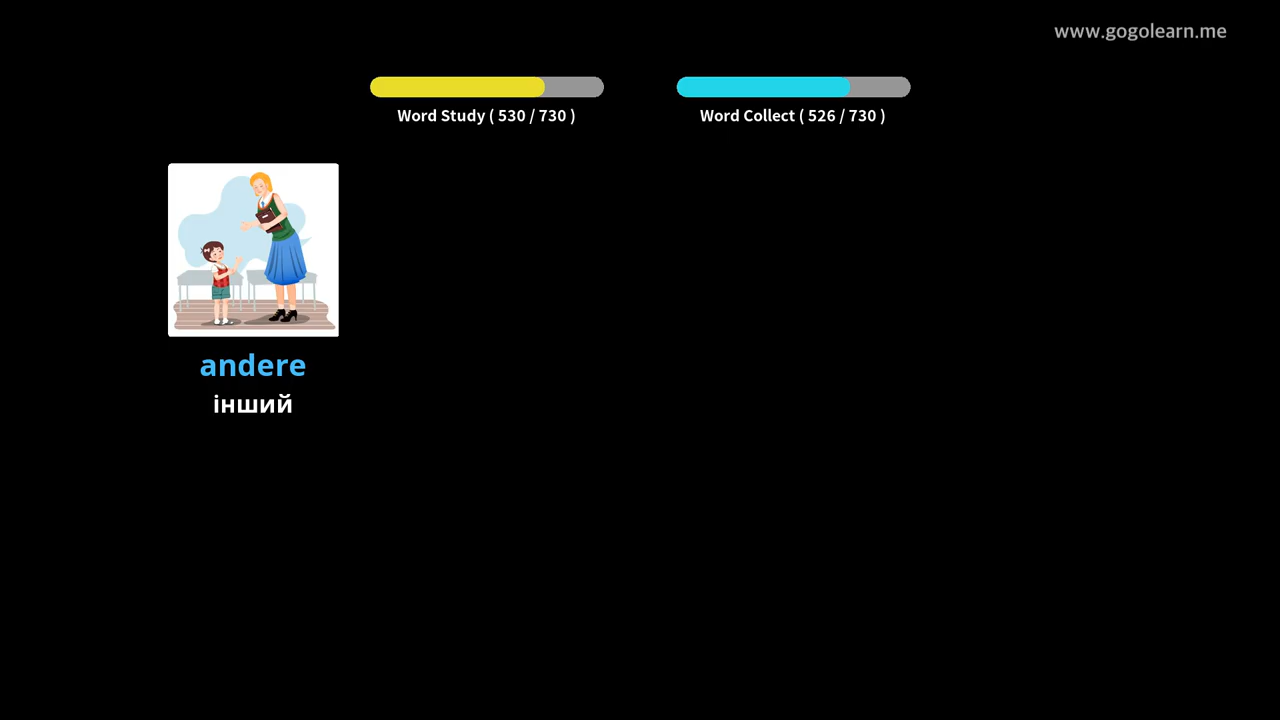 www.gogolearn.me
Word Study ( 530 / 730 )
Word Collect ( 526 / 730 )
andere
інший